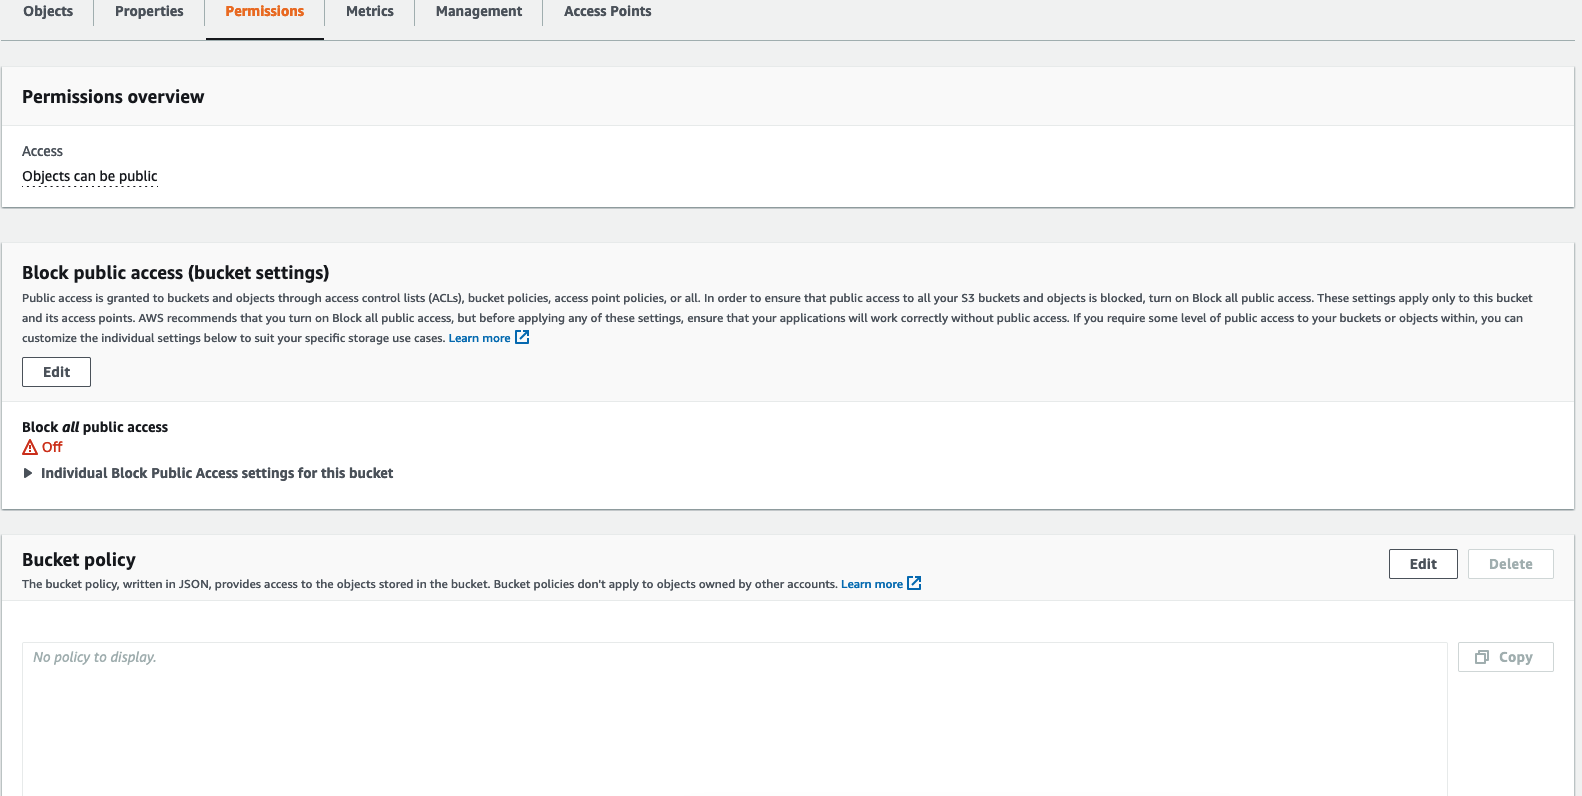 Objects
Properties
Permissions
Metrics
Management
Access Points
Permissions overview
Access
Objects can be public
Block public access (bucket settings)
Public access is granted to buckets and objects through access control lists (ACLs), bucket policies, access point policies, or all. In order to ensure that public access to all your S3 buckets and objects is blocked, turn on Block all public access. These settings apply only to this bucket
and its access points. AWS recommends that you turn on Block all public access, but before applying any of these settings, ensure that your applications will work correctly without public access. If you require some level of public access to your buckets or objects within, you can
customize the individual settings below to suit your specific storage use cases. Learn more
Edit
Block all public access
Off
Individual Block Public Access settings for this bucket
Bucket policy
The bucket policy, written in JSON, provides access to the objects stored in the bucket. Bucket policies don't apply to objects owned by other accounts. Learn more
Edit
Delete
No policy to display.
Copy